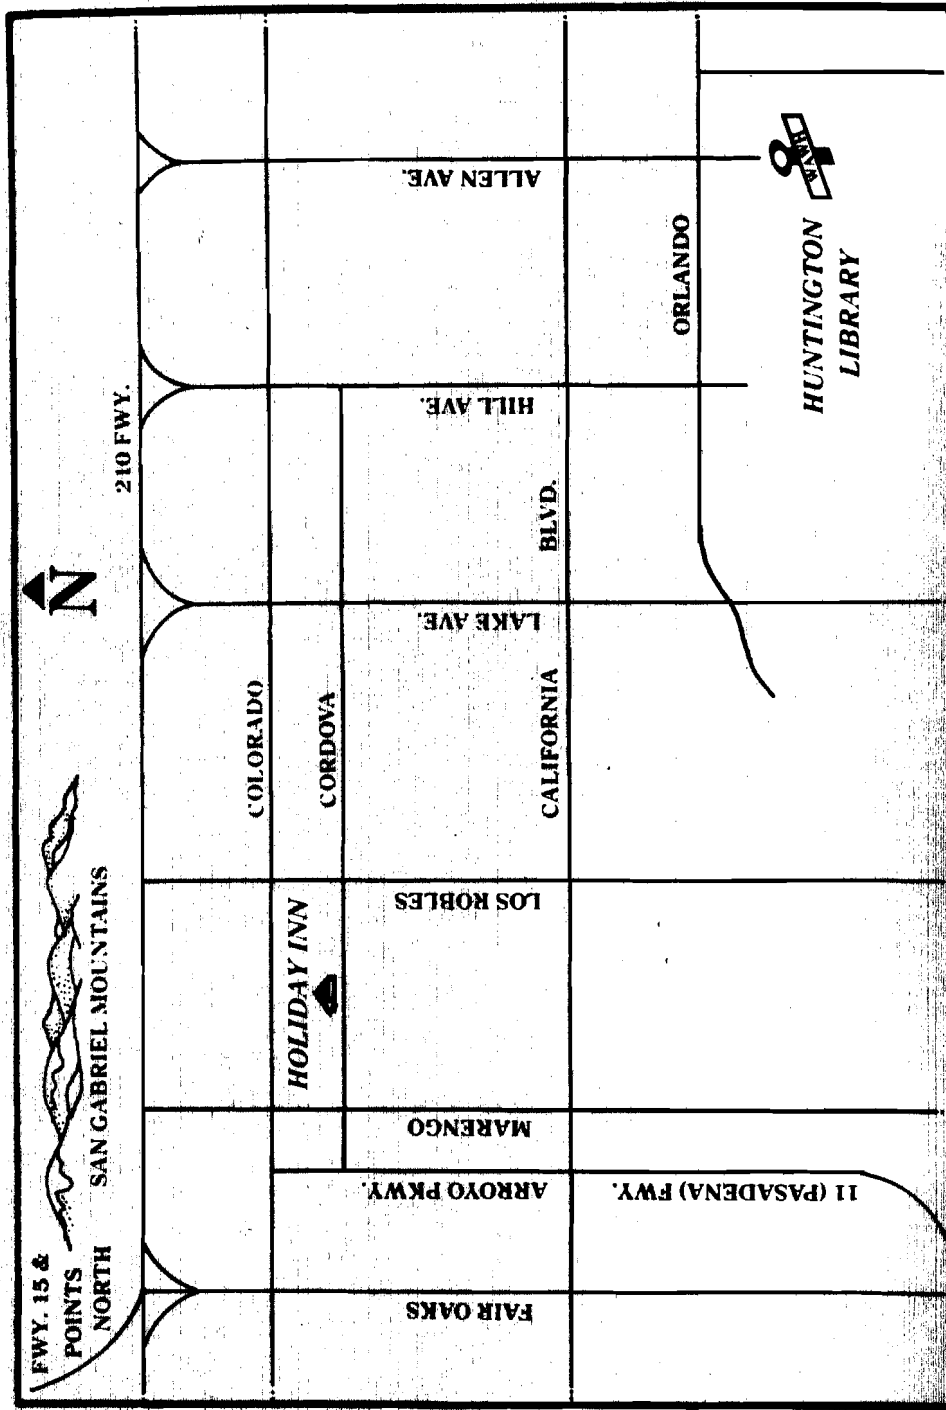 FWY. 15 &
POINTS
NORTH
SAN GABRIEL MOUNTAINS
N
210 FWY.
COLORADO
HOLIDAY INN
CORDOVA
FAIR OAKS
ARROYO PKWY.
MARENGO
LOS ROBLES
LAKE AVE.
HILL AVE.
ALLEN AVE.
CALIFORNIA BLVD.
11 (PASADENA) FWY.
ORLANDO
HUNTINGTON
LIBRARY